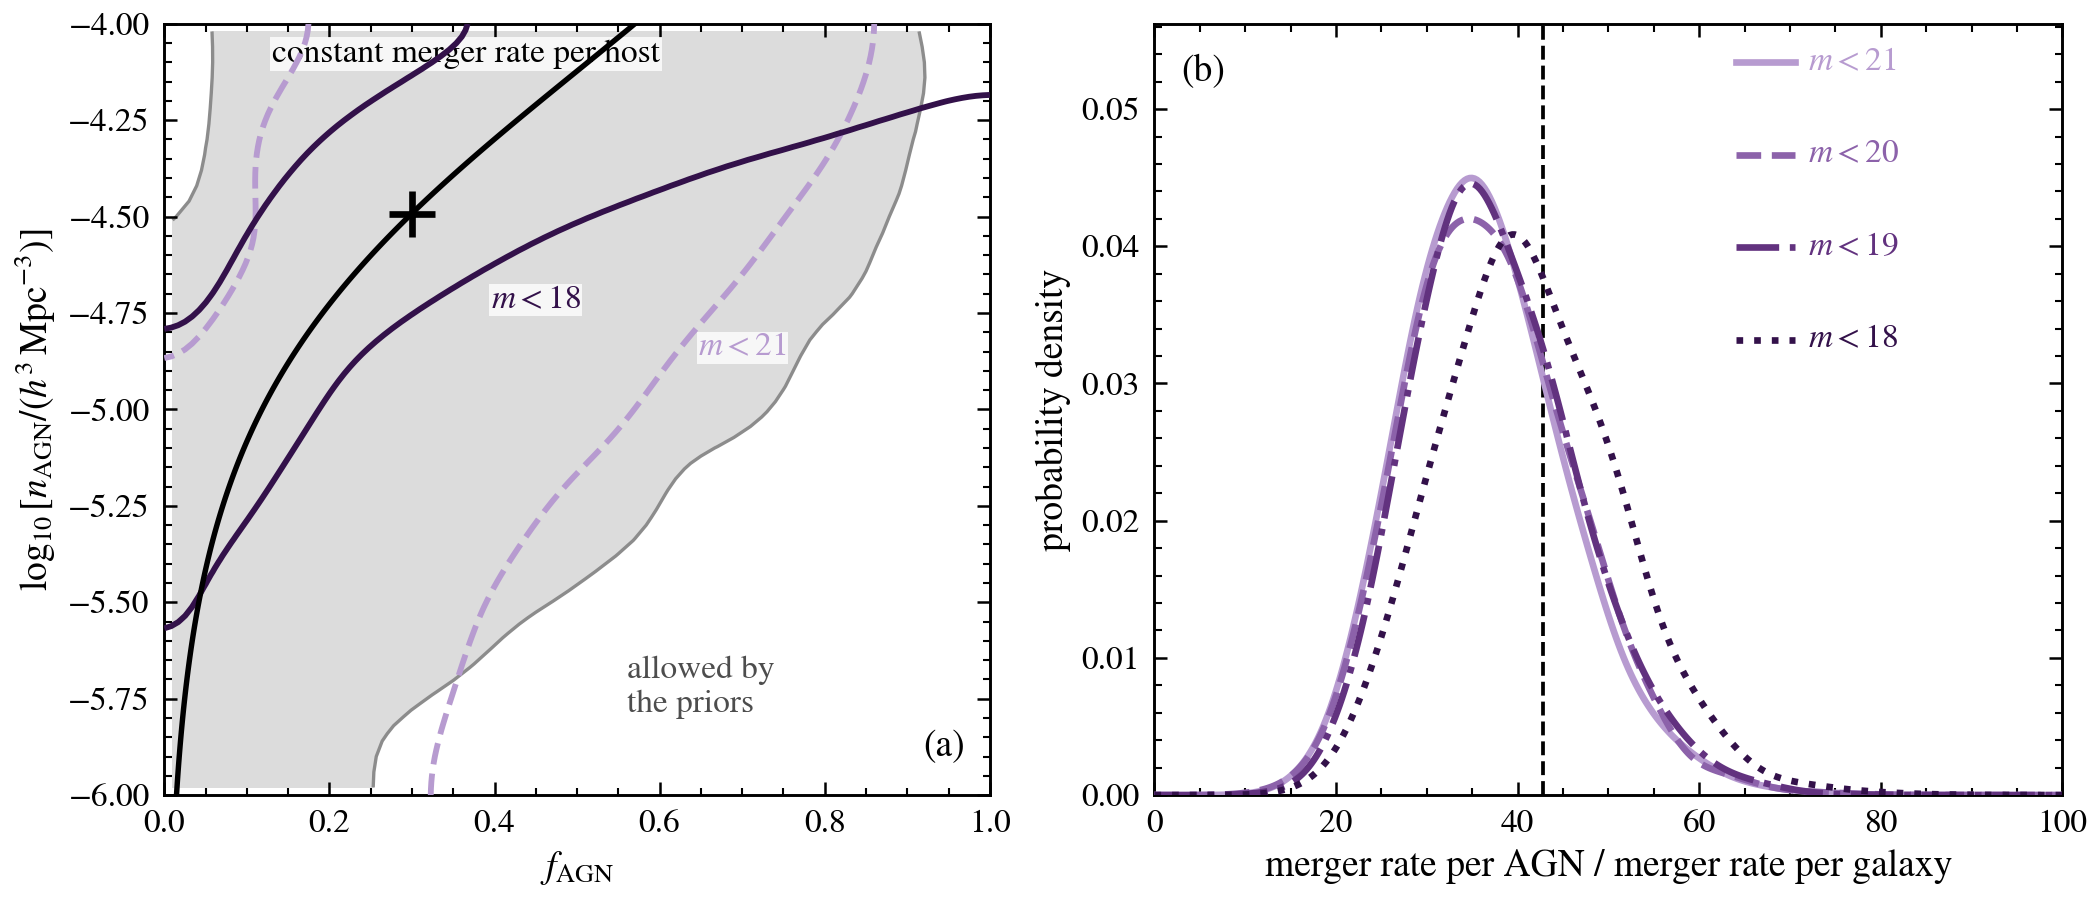 −4.00
−4.25
−4.50
−4.75
−5.00
−5.25
−5.50
−5.75
−6.00
log₁₀[n_AGN/(h³ Mpc⁻³)]
constant merger rate per host
m < 18
m < 21
allowed by
the priors
(a)
0.0 0.2 0.4 0.6 0.8 1.0
f_AGN
(b)
m < 21
m < 20
m < 19
m < 18
0.05
0.04
0.03
0.02
0.01
0.00
probability density
0 20 40 60 80 100
merger rate per AGN / merger rate per galaxy